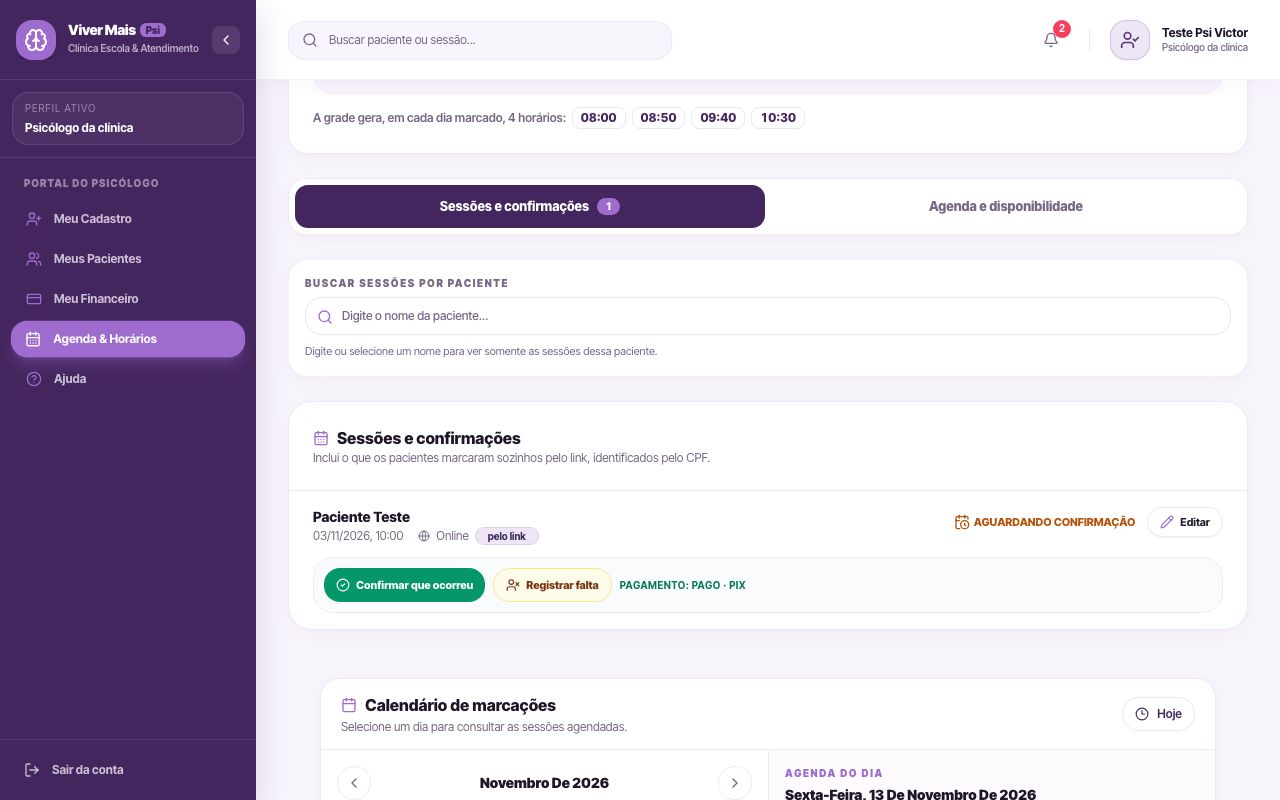 Viver Mais Psi
Clínica Escola & Atendimento
Buscar paciente ou sessão...
2
Teste Psi Victor
Psicólogo da clínica
PERFIL ATIVO
Psicólogo da clínica
PORTAL DO PSICÓLOGO
Meu Cadastro
Meus Pacientes
Meu Financeiro
Agenda & Horários
Ajuda
Sair da conta
A grade gera, em cada dia marcado, 4 horários: 08:00 08:50 09:40 10:30
Sessões e confirmações 1
Agenda e disponibilidade
BUSCAR SESSÕES POR PACIENTE
Digite o nome da paciente...
Digite ou selecione um nome para ver somente as sessões dessa paciente.
Sessões e confirmações
Inclui o que os pacientes marcaram sozinhos pelo link, identificados pelo CPF.
Paciente Teste
03/11/2026, 10:00 Online pelo link
AGUARDANDO CONFIRMAÇÃO Editar
Confirmar que ocorreu Registrar falta PAGAMENTO: PAGO · PIX
Calendário de marcações
Selecione um dia para consultar as sessões agendadas.
Hoje
Novembro De 2026
AGENDA DO DIA
Sexta-Feira, 13 De Novembro De 2026